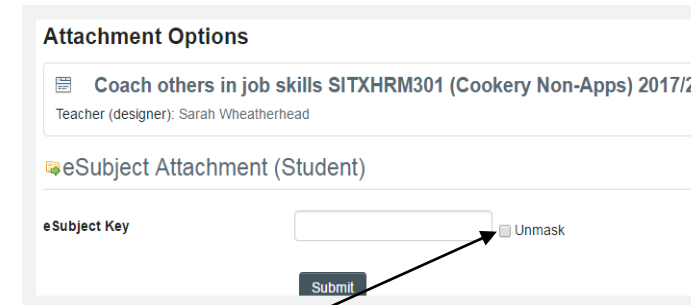 Attachment Options
Coach others in job skills SITXHRM301 (Cookery Non-Apps) 2017/2
Teacher (designer): Sarah Wheatherhead
eSubject Attachment (Student)
eSubject Key
Unmask
Submit